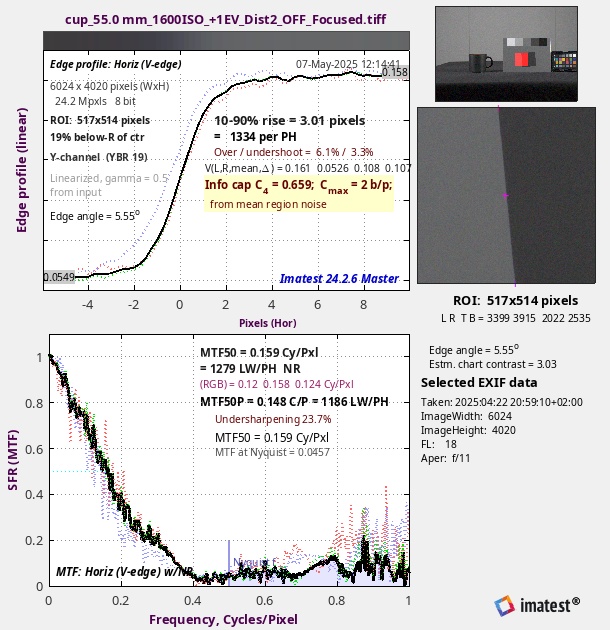 cup_55.0 mm_1600ISO_+1EV_Dist2_OFF_Focused.tiff
Edge profile: Horiz (V-edge)
07-May-2025 12:14:41
0.158
6024 x 4020 pixels (WxH)
24.2 Mpxls   8 bit
ROI:  517x514 pixels
19% below-R of ctr
Y-channel  (YBR 19)
Linearized, gamma = 0.5
from input
Edge angle = 5.55⁰
10-90% rise = 3.01 pixels
=   1334 per PH
Over / undershoot =  6.1% /  3.3%
V(L,R,mean,Δ) = 0.161  0.0526  0.108  0.107
Info cap C4 = 0.659;  Cmax = 2 b/p;
from mean region noise
0.0549
Imatest 24.2.6 Master
Edge profile (linear)
-4 -2 0 2 4 6 8
Pixels (Hor)
ROI:  517x514 pixels
L R  T B = 3399 3915  2022 2535
Edge angle = 5.55⁰
Estm. chart contrast = 3.03
Selected EXIF data
Taken: 2025:04:22 20:59:10+02:00
ImageWidth:  6024
ImageHeight:  4020
FL:   18
Aper:  f/11
MTF50 = 0.159 Cy/Pxl
= 1279 LW/PH  NR
(RGB) = 0.12  0.158  0.124 Cy/Pxl
MTF50P = 0.148 C/P = 1186 LW/PH
Undersharpening 23.7%
MTF50 = 0.159 Cy/Pxl
MTF at Nyquist = 0.0457
1
0.8
0.6
0.4
0.2
0
SFR (MTF)
Nyquist
MTF: Horiz (V-edge) w/NR
0 0.2 0.4 0.6 0.8 1
Frequency, Cycles/Pixel
imatest®